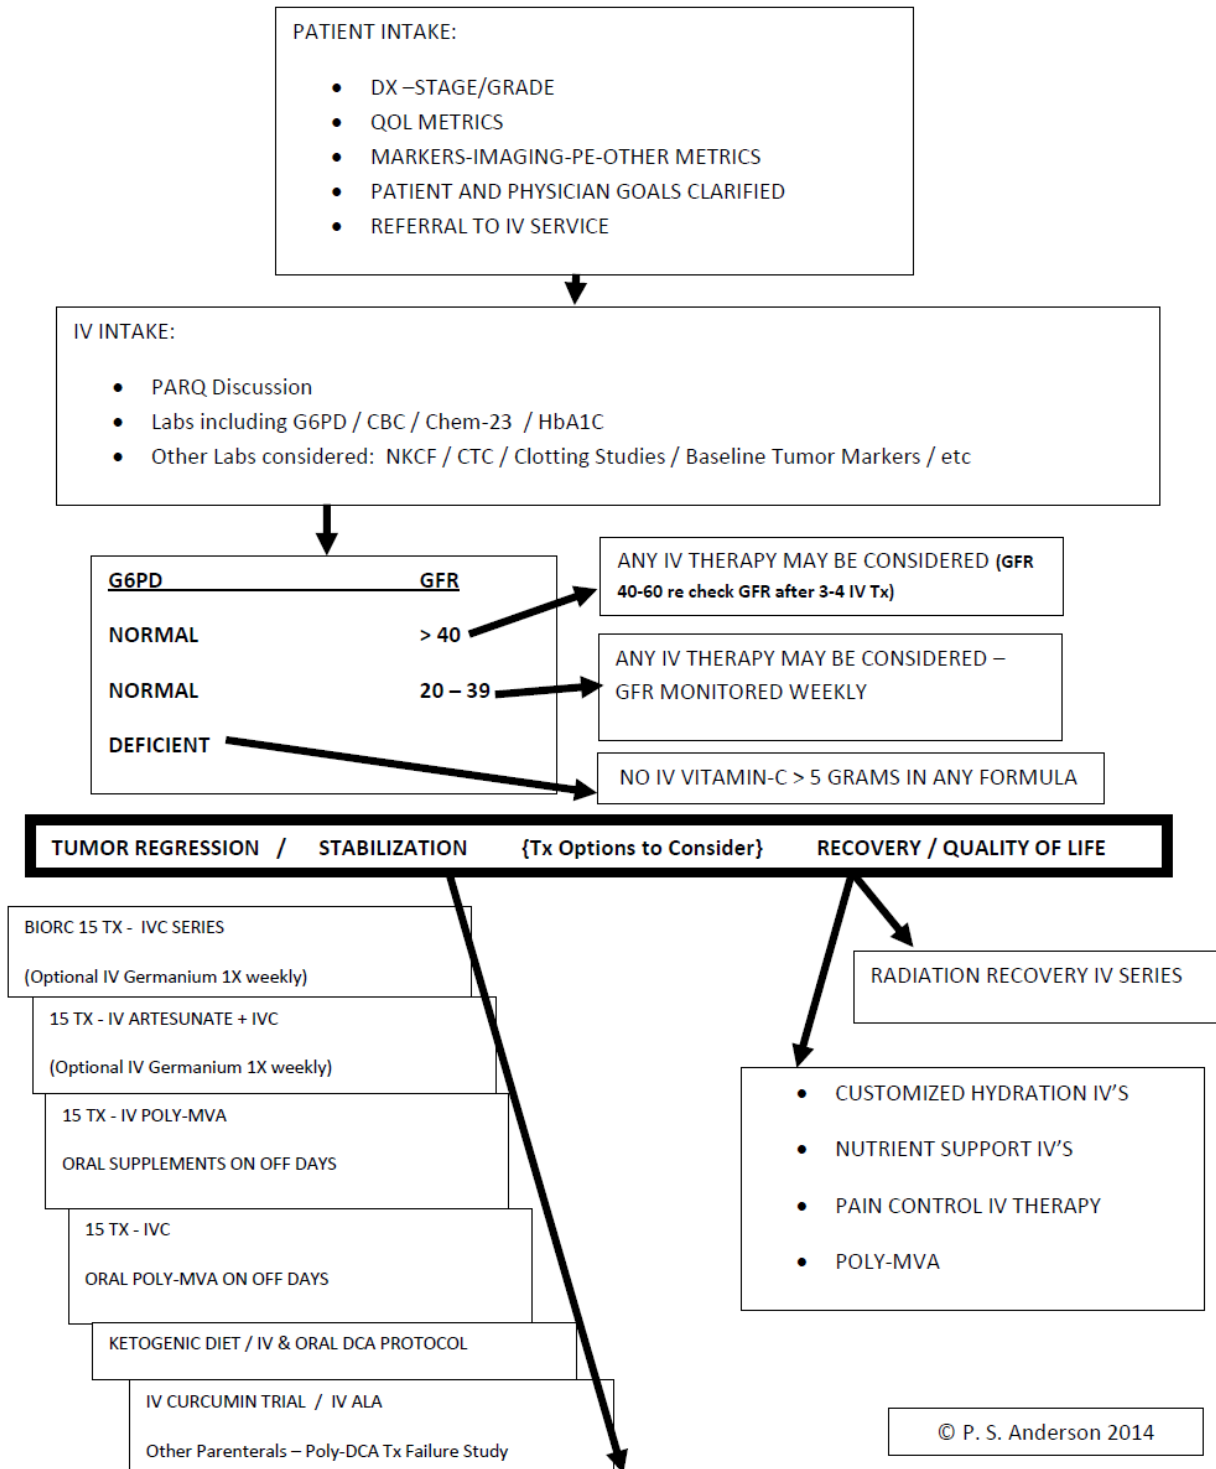 PATIENT INTAKE:
• DX –STAGE/GRADE
• QOL METRICS
• MARKERS-IMAGING-PE-OTHER METRICS
• PATIENT AND PHYSICIAN GOALS CLARIFIED
• REFERRAL TO IV SERVICE
IV INTAKE:
• PARQ Discussion
• Labs including G6PD / CBC / Chem-23 / HbA1C
• Other Labs considered: NKCF / CTC / Clotting Studies / Baseline Tumor Markers / etc
G6PD GFR
NORMAL > 40
NORMAL 20 – 39
DEFICIENT
ANY IV THERAPY MAY BE CONSIDERED (GFR
40-60 re check GFR after 3-4 IV Tx)
ANY IV THERAPY MAY BE CONSIDERED –
GFR MONITORED WEEKLY
NO IV VITAMIN-C > 5 GRAMS IN ANY FORMULA
TUMOR REGRESSION / STABILIZATION {Tx Options to Consider} RECOVERY / QUALITY OF LIFE
BIORC 15 TX - IVC SERIES
(Optional IV Germanium 1X weekly)
15 TX - IV ARTESUNATE + IVC
(Optional IV Germanium 1X weekly)
15 TX - IV POLY-MVA
ORAL SUPPLEMENTS ON OFF DAYS
15 TX - IVC
ORAL POLY-MVA ON OFF DAYS
KETOGENIC DIET / IV & ORAL DCA PROTOCOL
IV CURCUMIN TRIAL / IV ALA
Other Parenterals – Poly-DCA Tx Failure Study
RADIATION RECOVERY IV SERIES
• CUSTOMIZED HYDRATION IV'S
• NUTRIENT SUPPORT IV'S
• PAIN CONTROL IV THERAPY
• POLY-MVA
© P. S. Anderson 2014